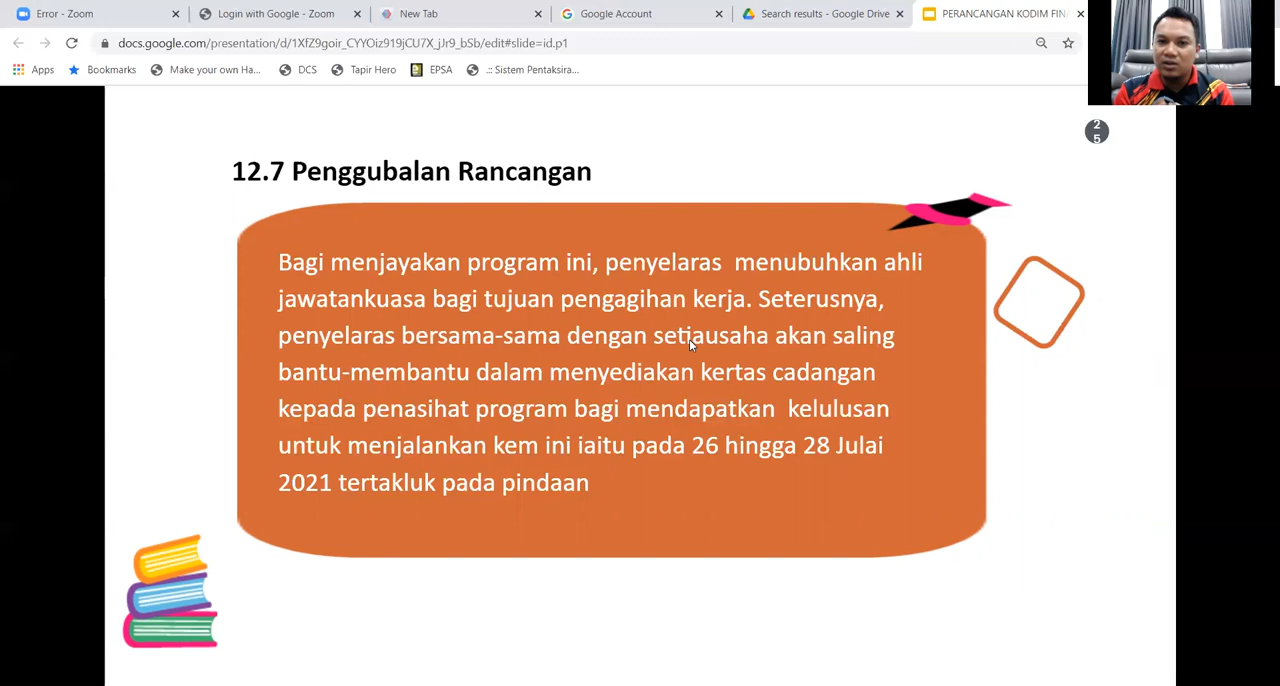 Error - Zoom
Login with Google - Zoom
New Tab
Google Account
Search results - Google Drive
PERANCANGAN KODIM FIN
docs.google.com/presentation/d/1XfZ9goir_CYYOiz919jCU7X_jJr9_bSb/edit#slide=id.p1
Apps
Bookmarks
Make your own Ha...
DCS
Tapir Hero
EPSA
.:: Sistem Pentaksira...
2
5
12.7 Penggubalan Rancangan
Bagi menjayakan program ini, penyelaras menubuhkan ahli
jawatankuasa bagi tujuan pengagihan kerja. Seterusnya,
penyelaras bersama-sama dengan setiausaha akan saling
bantu-membantu dalam menyediakan kertas cadangan
kepada penasihat program bagi mendapatkan kelulusan
untuk menjalankan kem ini iaitu pada 26 hingga 28 Julai
2021 tertakluk pada pindaan